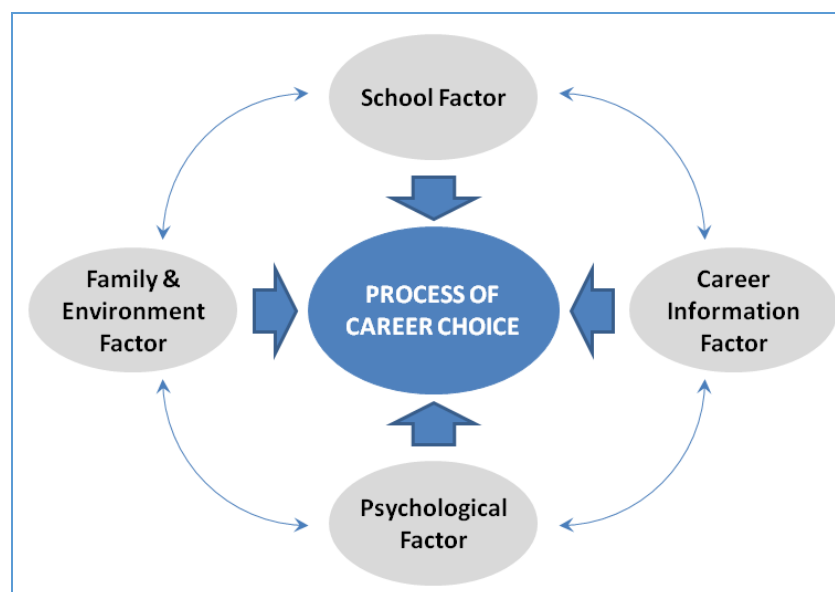 School Factor
Family &
Environment
Factor
PROCESS OF
CAREER CHOICE
Career
Information
Factor
Psychological
Factor